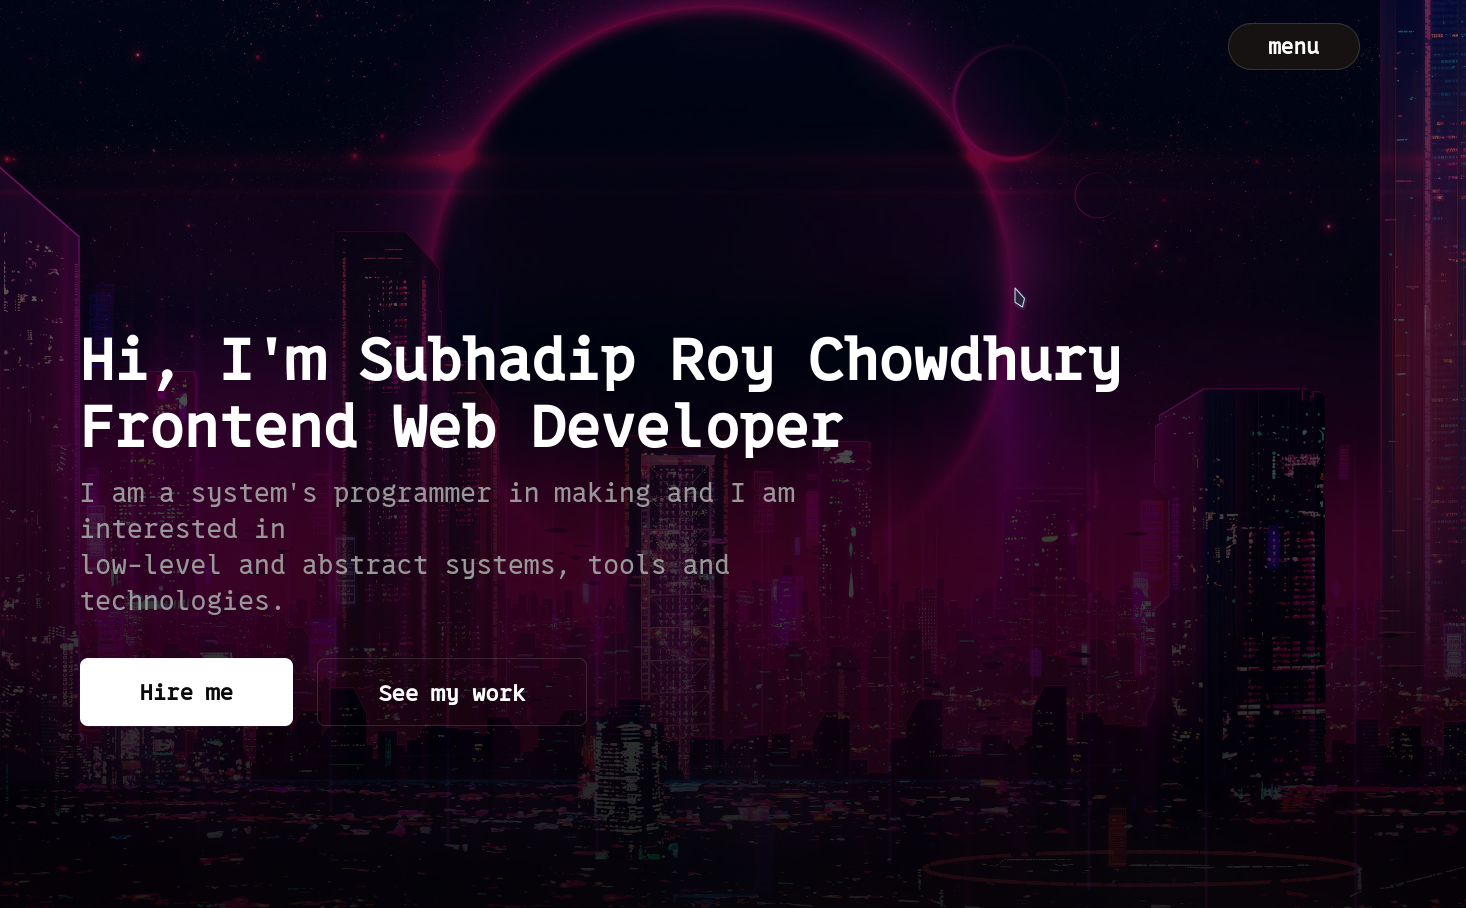 menu
Hi, I'm Subhadip Roy Chowdhury
Frontend Web Developer
I am a system's programmer in making and I am
interested in
low-level and abstract systems, tools and
technologies.
Hire me
See my work